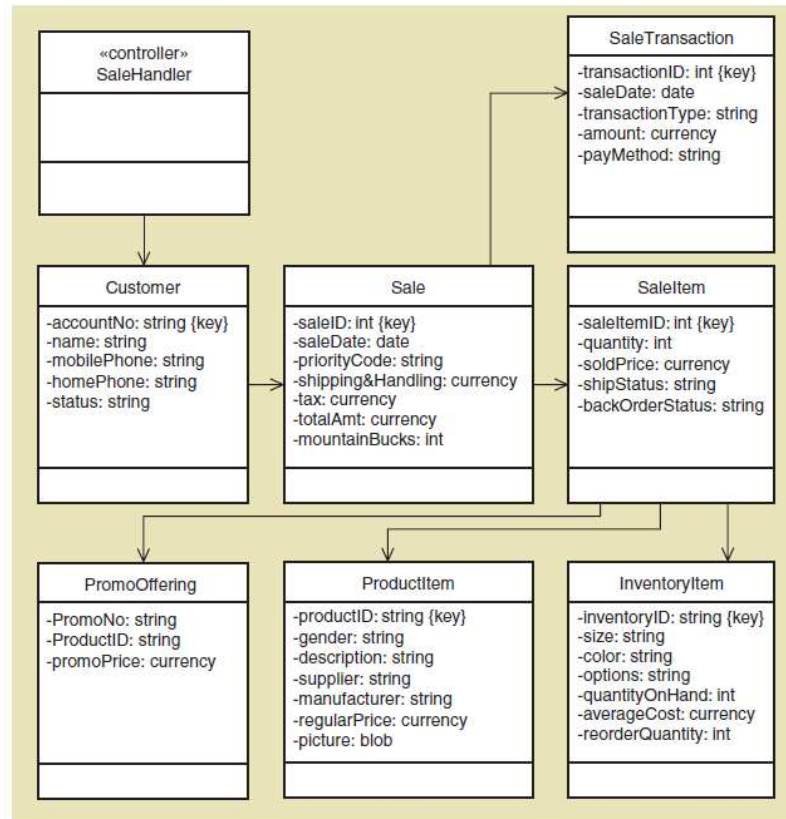 «controller»
SaleHandler
SaleTransaction
-transactionID: int {key}
-saleDate: date
-transactionType: string
-amount: currency
-payMethod: string
Customer
-accountNo: string {key}
-name: string
-mobilePhone: string
-homePhone: string
-status: string
Sale
-saleID: int {key}
-saleDate: date
-priorityCode: string
-shipping&Handling: currency
-tax: currency
-totalAmt: currency
-mountainBucks: int
SaleItem
-saleItemID: int {key}
-quantity: int
-soldPrice: currency
-shipStatus: string
-backOrderStatus: string
PromoOffering
-PromoNo: string
-ProductID: string
-promoPrice: currency
ProductItem
-productID: string {key}
-gender: string
-description: string
-supplier: string
-manufacturer: string
-regularPrice: currency
-picture: blob
InventoryItem
-inventoryID: string {key}
-size: string
-color: string
-options: string
-quantityOnHand: int
-averageCost: currency
-reorderQuantity: int